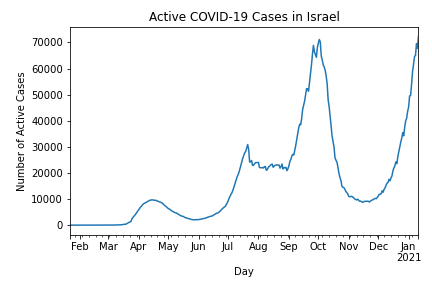 Active COVID-19 Cases in Israel
Number of Active Cases
70000
60000
50000
40000
30000
20000
10000
0
Feb Mar Apr May Jun Jul Aug Sep Oct Nov Dec Jan
2021
Day